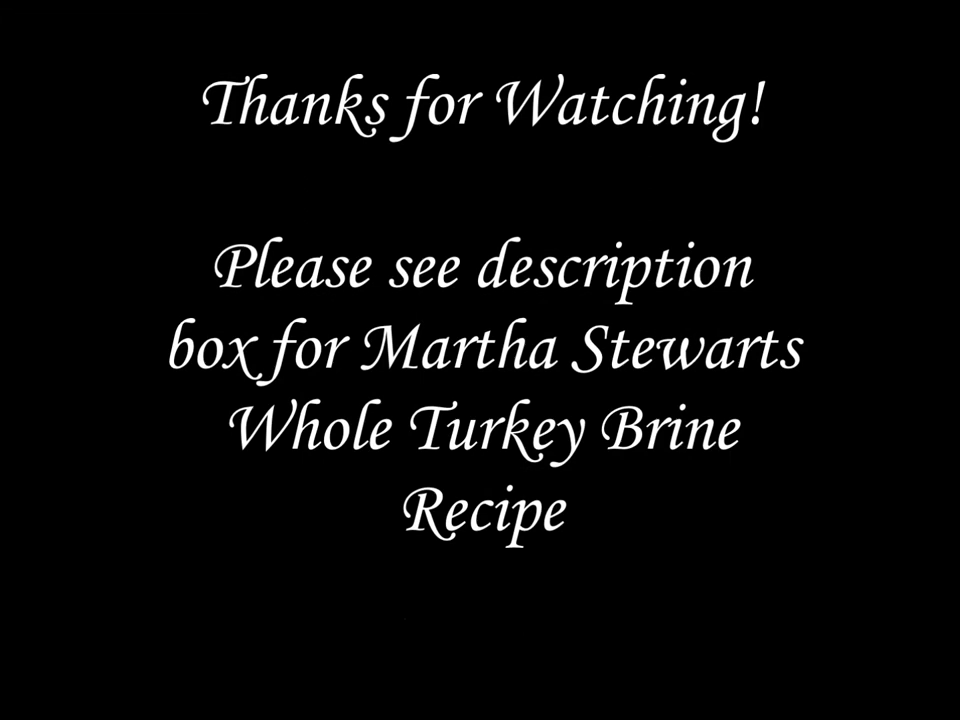 Thanks for Watching!
Please see description
box for Martha Stewarts
Whole Turkey Brine
Recipe